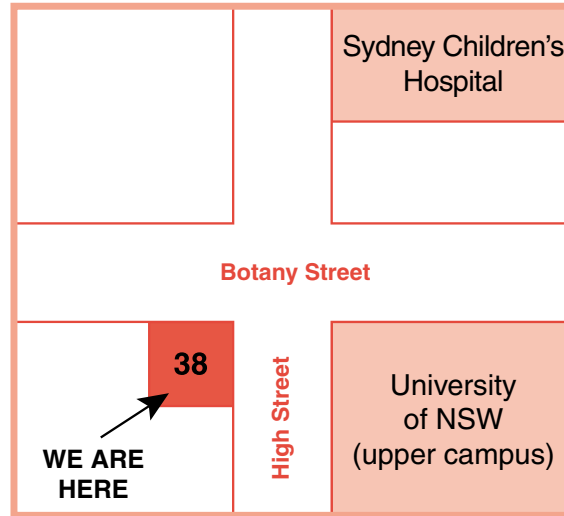 Sydney Children's
Hospital
Botany Street
38
High Street
University
of NSW
(upper campus)
WE ARE
HERE